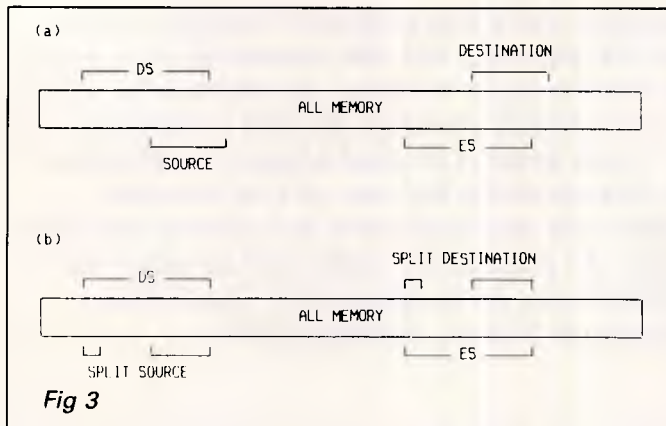 (a)
DESTINATION
DS
ALL MEMORY
SOURCE
ES
(b)
SPLIT DESTINATION
DS
ALL MEMORY
SPLIT SOURCE
ES
Fig 3